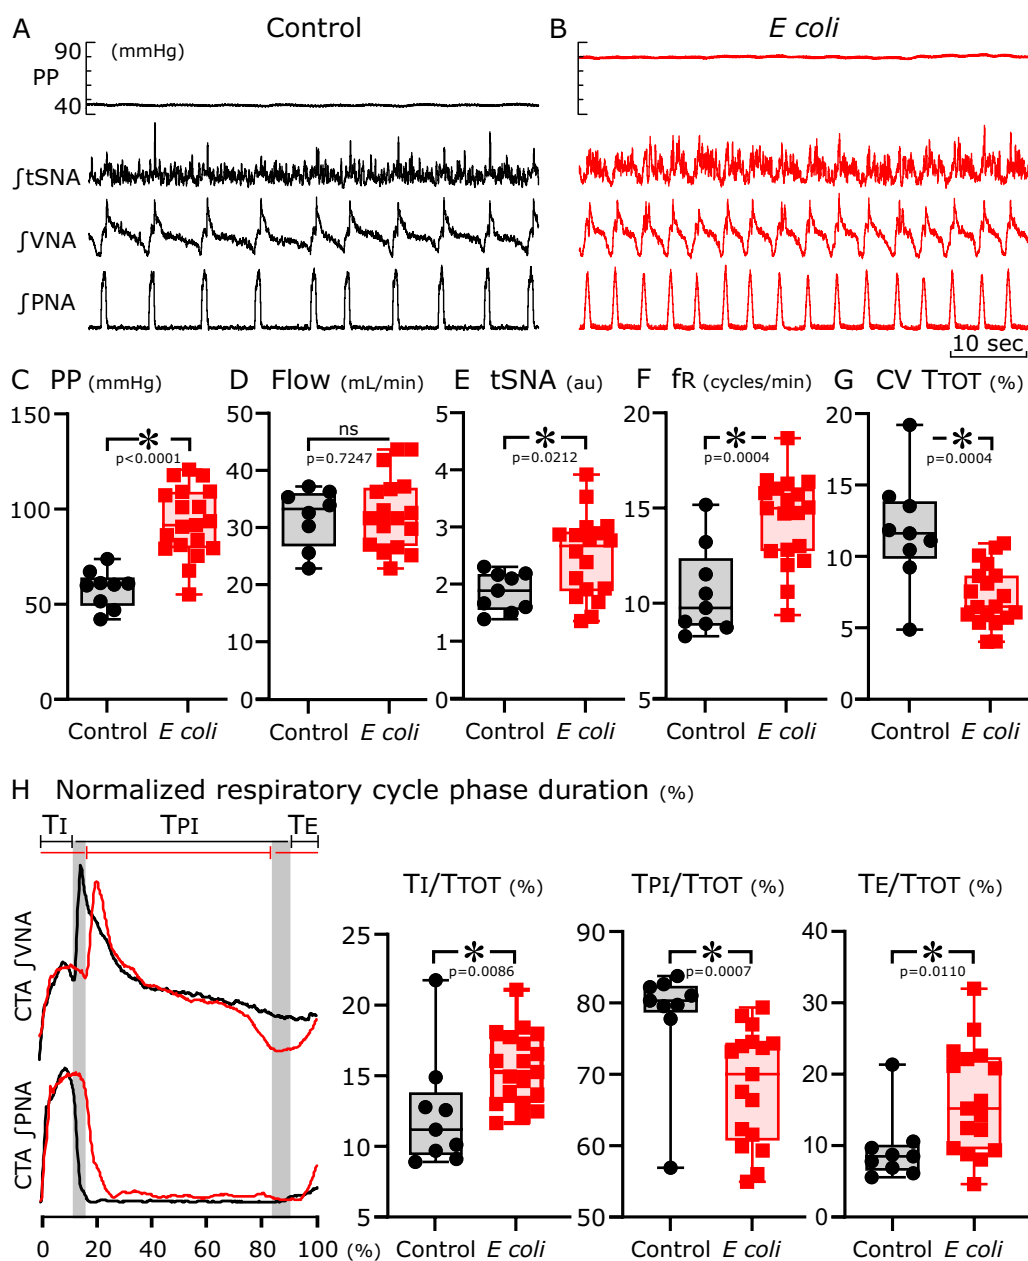 A Control B E coli
90 (mmHg)
PP
40
∫tSNA
∫VNA
∫PNA
10 sec
C PP (mmHg) D Flow (mL/min) E tSNA (au) F fR (cycles/min) G CV TTOT (%)
150 50 5 20 20
* ns * * *
p<0.0001 p=0.7247 p=0.0212 p=0.0004 p=0.0004
40 4
100 15 15
30 3
10
20 2
50 10
10 1 5
0 0 0 5 0
Control E coli Control E coli Control E coli Control E coli Control E coli
H Normalized respiratory cycle phase duration (%)
TI TPI TE
TI/TTOT (%) TPI/TTOT (%) TE/TTOT (%)
CTA ∫VNA
25 90 40
* * *
p=0.0086 p=0.0007 p=0.0110
20 80 30
15 70 20
CTA ∫PNA
10 60 10
5 50 0
0 20 40 60 80 100 (%)
Control E coli Control E coli Control E coli